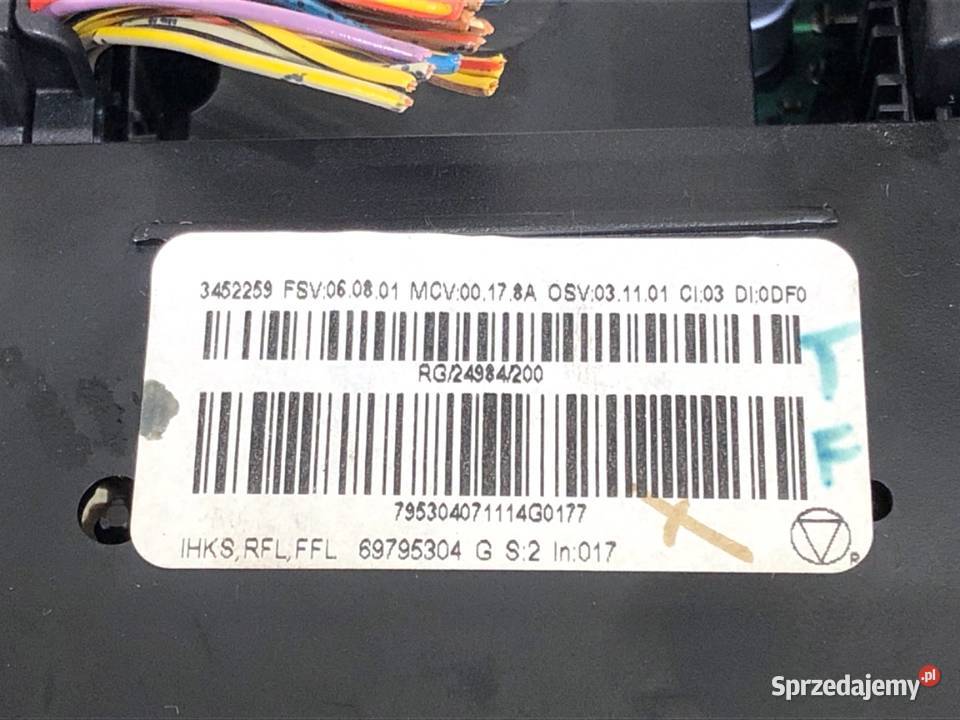 3452259 FSV:06.08.01 MCV:00.17.8A OSV:03.11.01 CI:03 DI:0DF0
RG/24984/200
795304071114G0177
IHKS,RFL,FFL 69795304 G S:2 In:017
P
T
F
Sprzedajemy.pl